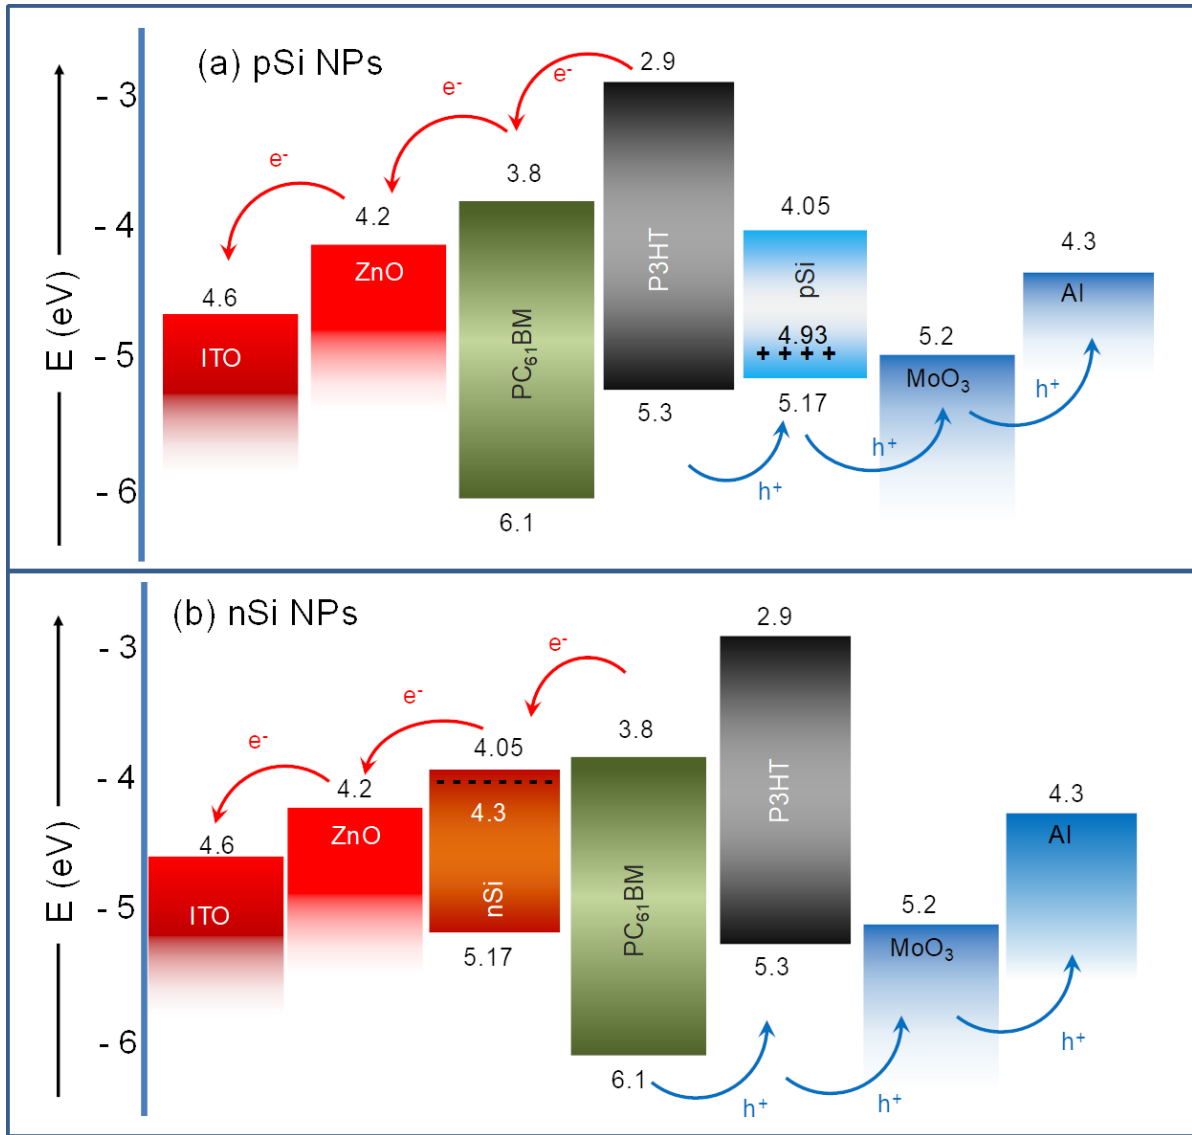 (a) pSi NPs
E (eV)
- 3
- 4
- 5
- 6
e-
e-
e-
4.6
ITO
4.2
ZnO
3.8
PC₆₁BM
6.1
2.9
P3HT
5.3
4.05
pSi
4.93
+ + + +
5.17
5.2
MoO₃
4.3
Al
h⁺
h⁺
h⁺
(b) nSi NPs
E (eV)
- 3
- 4
- 5
- 6
e-
e-
e-
4.6
ITO
4.2
ZnO
4.05
4.3
nSi
5.17
3.8
PC₆₁BM
6.1
2.9
P3HT
5.3
5.2
MoO₃
4.3
Al
h⁺
h⁺
h⁺